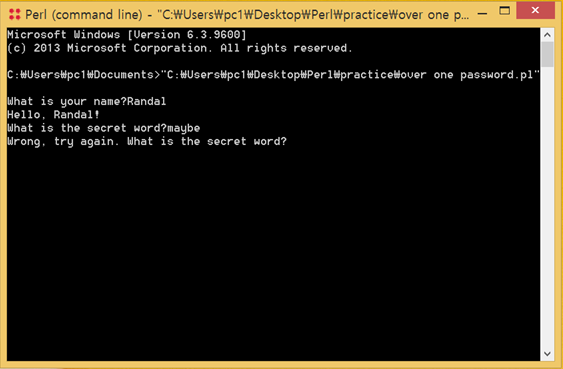 Perl (command line) - "C:₩Users₩pc1₩Desktop₩Perl₩practice₩over one p...
Microsoft Windows [Version 6.3.9600]
(c) 2013 Microsoft Corporation. All rights reserved.
C:₩Users₩pc1₩Documents>"C:₩Users₩pc1₩Desktop₩Perl₩practice₩over one password.pl"
What is your name?Randal
Hello, Randal!
What is the secret word?maybe
Wrong, try again. What is the secret word?